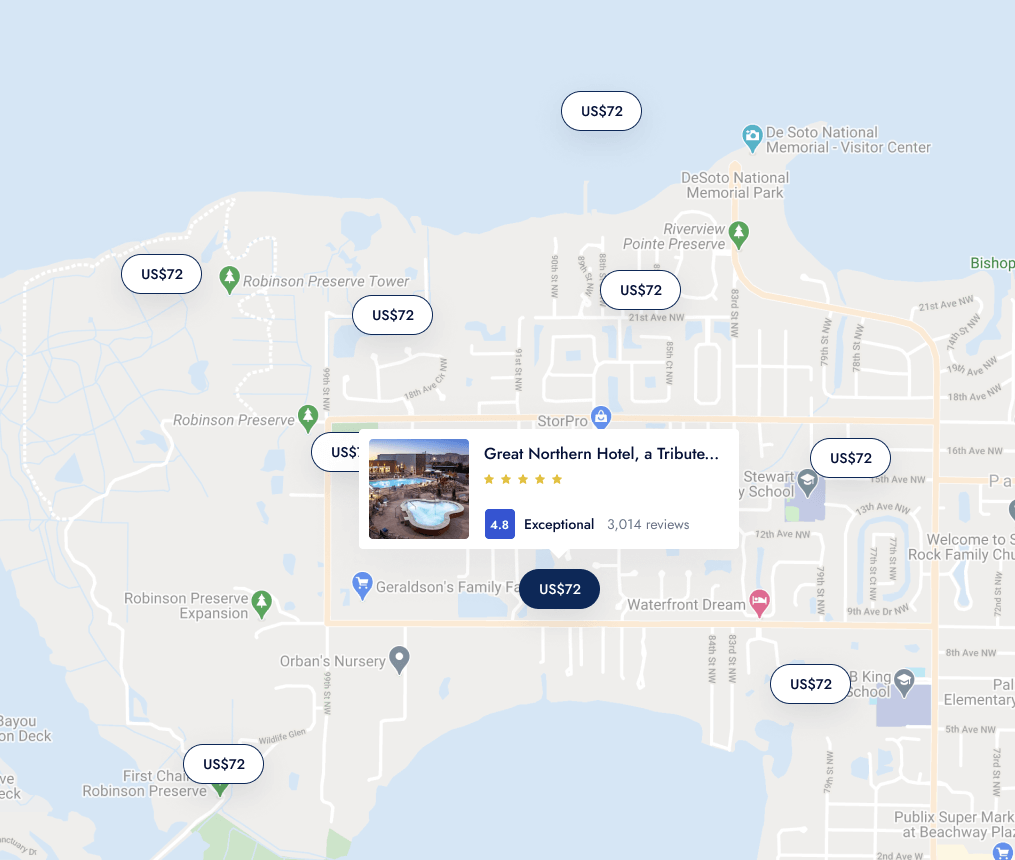 US$72
De Soto National
Memorial - Visitor Center
DeSoto National
Memorial Park
Riverview
Pointe Preserve
Bishop
US$72
Robinson Preserve Tower
90th St NW
89th St NW
US$72
US$72
21st Ave NW
83rd St NW
21st Ave NW
74th St NW
79th St NW
78th St NW
91st St NW
85th Ct NW
19th Ave NW
18th Ave NW
99th St NW
18th Ave Cir NW
Robinson Preserve
StorPro
16th Ave NW
US$7
Great Northern Hotel, a Tribute...
4.8 Exceptional 3,014 reviews
US$72
Stewart
y School
15th Ave NW
Pa
13th Ave NW
12th Ave NW
Welcome to S
Rock Family Chu
77th St NW
77th St Ct NW
79th St NW
72nd St NW
Geraldson's Family Fa
US$72
Waterfront Dream
9th Ave Dr NW
Robinson Preserve
Expansion
Orban's Nursery
84th St NW
83rd St NW
8th Ave NW
99th St NW
US$72
B King
School
Pal
Elementary
Bayou
on Deck
5th Ave NW
Wildlife Glen
US$72
First Chan
Robinson Preserve
79th St NW
73rd St NW
ve
eck
Publix Super Mark
at Beachway Plaz
anctuary Dr
2nd Ave W